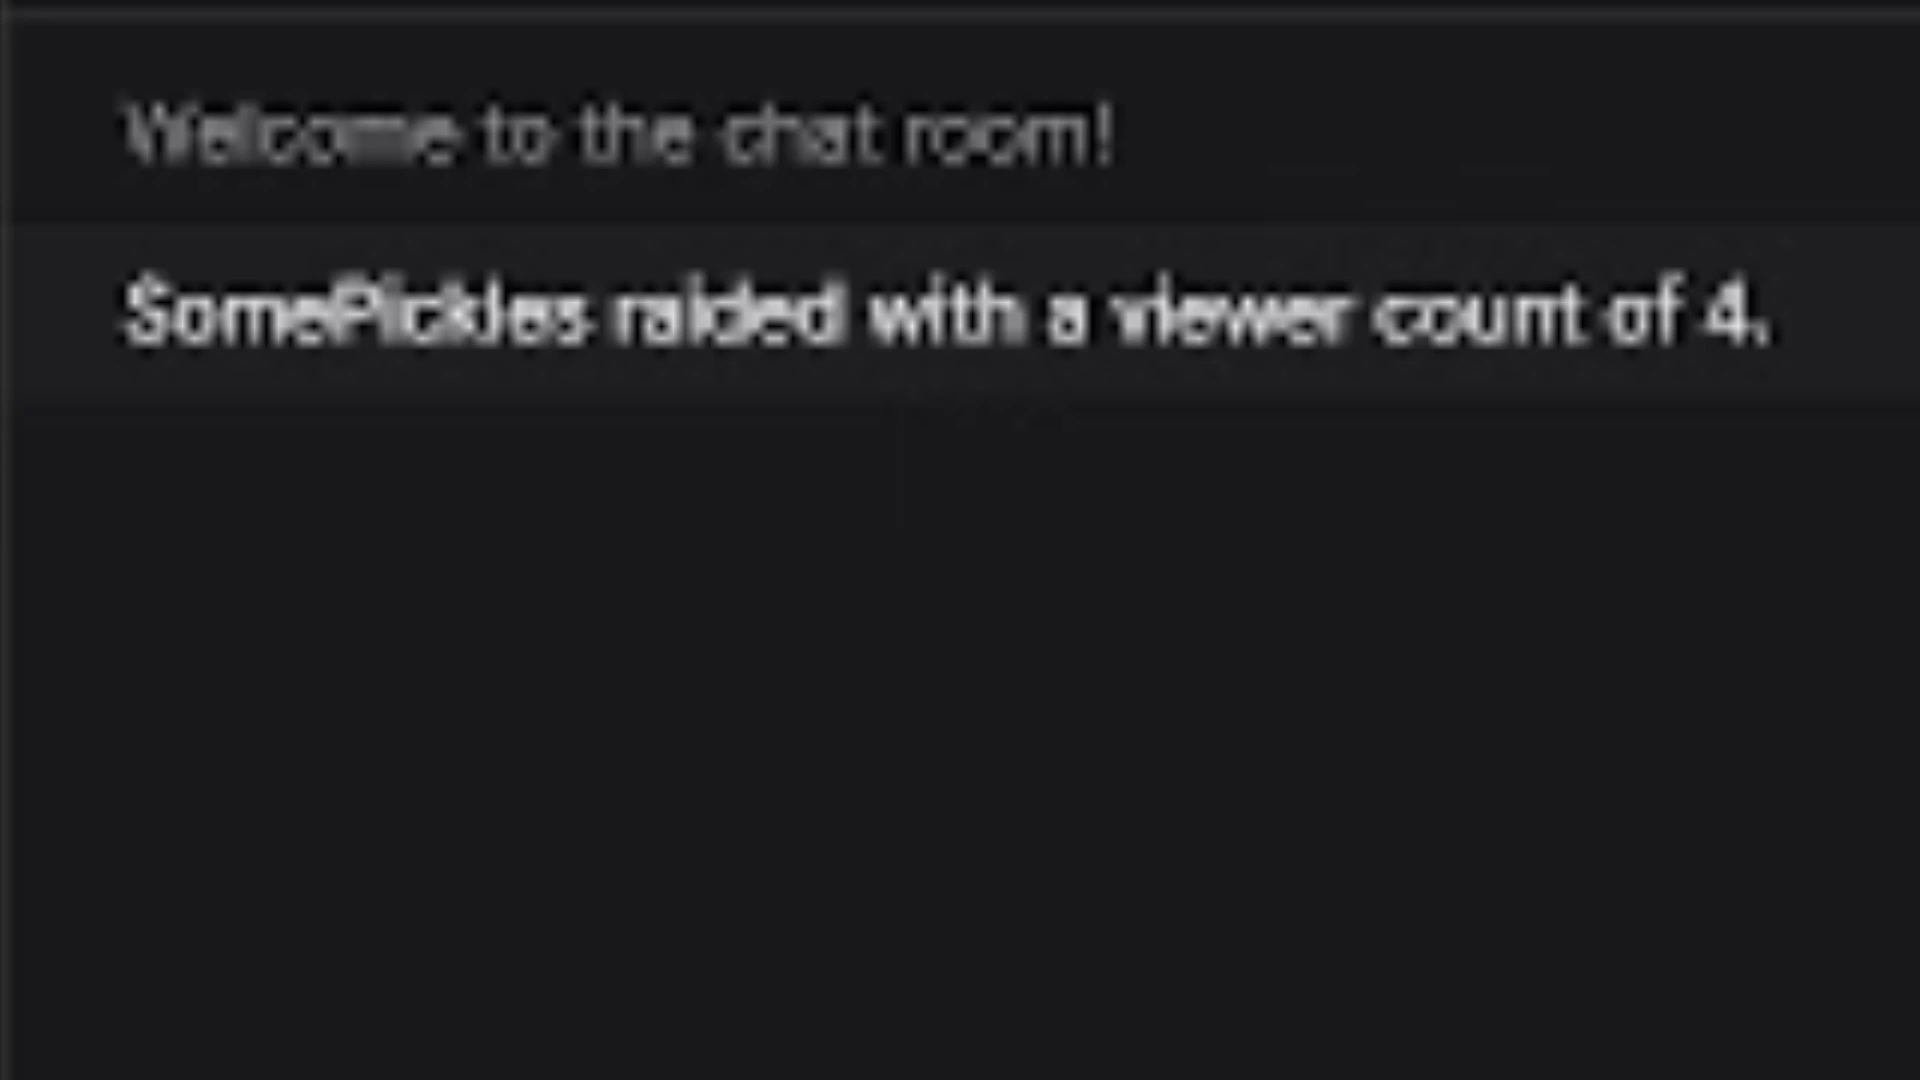 Welcome to the chat room!
SomePickles raided with a viewer count of 4.